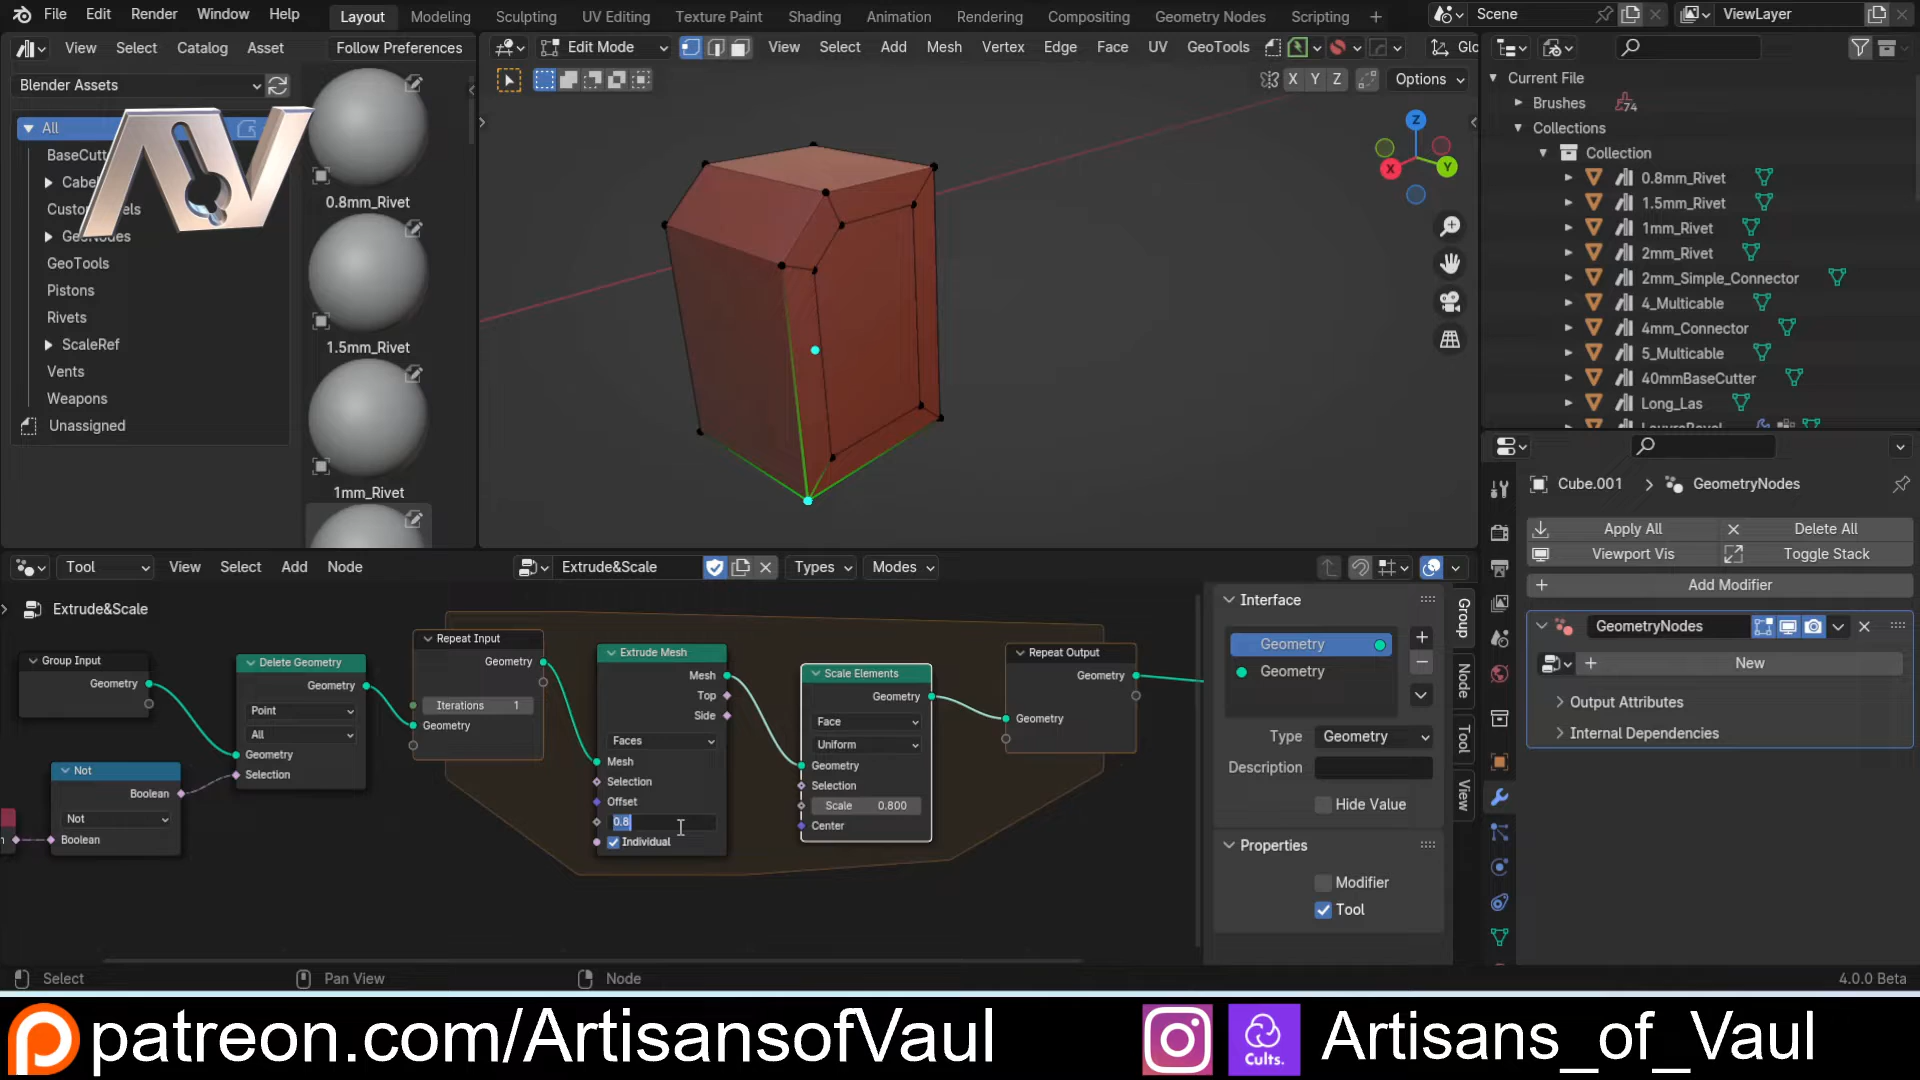 File Edit Render Window Help
Layout Modeling Sculpting UV Editing Texture Paint Shading Animation Rendering Compositing Geometry Nodes Scripting +
Scene
ViewLayer
View Select Catalog Asset
Follow Preferences
Edit Mode
View Select Add Mesh Vertex Edge Face UV GeoTools
Glc
Blender Assets
X Y Z
Options
All
BaseCutt
Cabe
GeoNodes
GeoTools
Pistons
Rivets
ScaleRef
Vents
Weapons
Unassigned
0.8mm_Rivet
1.5mm_Rivet
1mm_Rivet
Z
X
Y
Current File
Brushes
74
Collections
Collection
0.8mm_Rivet
1.5mm_Rivet
1mm_Rivet
2mm_Rivet
2mm_Simple_Connector
4_Multicable
4mm_Connector
5_Multicable
40mmBaseCutter
Long_Las
Tool
View Select Add Node
Extrude&Scale
Types
Modes
Extrude&Scale
Group Input
Geometry
Not
Boolean
Not
Boolean
Delete Geometry
Geometry
Point
All
Geometry
Selection
Repeat Input
Geometry
Iterations 1
Geometry
Extrude Mesh
Mesh
Top
Side
Faces
Mesh
Selection
Offset
0.8
Individual
Scale Elements
Geometry
Face
Uniform
Geometry
Selection
Scale 0.800
Center
Repeat Output
Geometry
Geometry
Interface
Geometry
Geometry
Type Geometry
Description
Hide Value
Properties
Modifier
Tool
Group
Node
Tool
View
Cube.001
GeometryNodes
Apply All
Delete All
Viewport Vis
Toggle Stack
Add Modifier
GeometryNodes
New
Output Attributes
Internal Dependencies
Select
Pan View
Node
4.0.0 Beta
patreon.com/ArtisansofVaul
Cults.
Artisans_of_Vaul